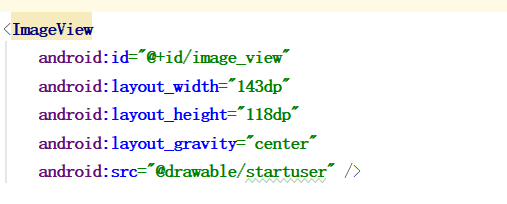 <ImageView
android:id="@+id/image_view"
android:layout_width="143dp"
android:layout_height="118dp"
android:layout_gravity="center"
android:src="@drawable/startuser" />